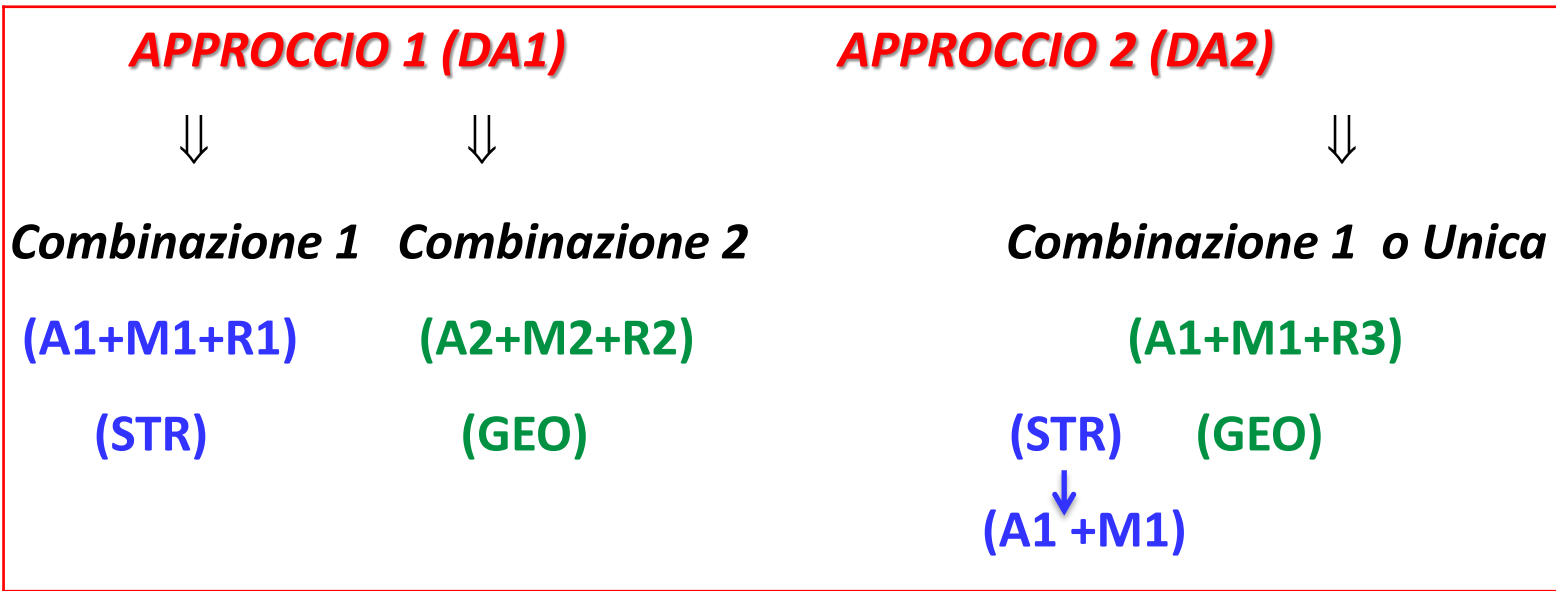 APPROCCIO 1 (DA1) APPROCCIO 2 (DA2)
⇓ ⇓ ⇓
Combinazione 1 Combinazione 2 Combinazione 1 o Unica
(A1+M1+R1) (A2+M2+R2) (A1+M1+R3)
(STR) (GEO) (STR) (GEO)
(A1 +M1)